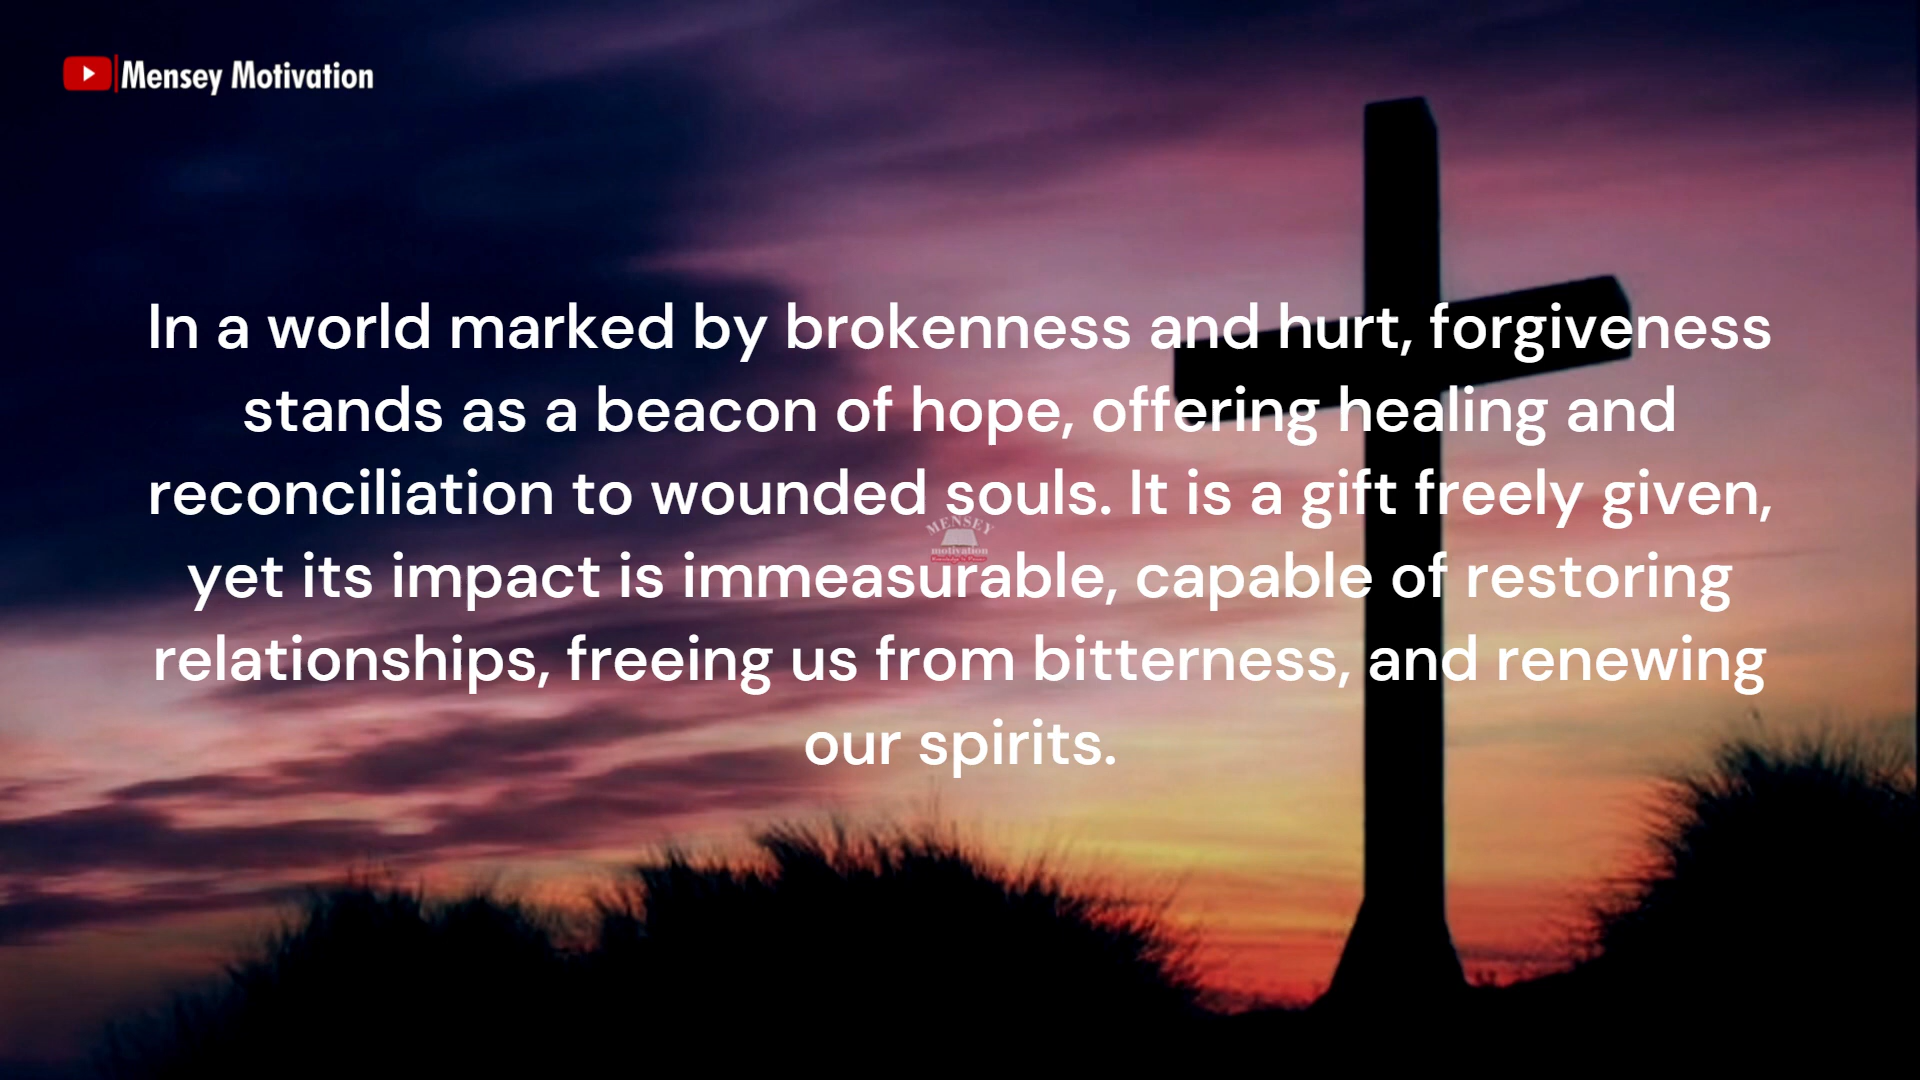 Mensey Motivation
In a world marked by brokenness and hurt, forgiveness
stands as a beacon of hope, offering healing and
reconciliation to wounded souls. It is a gift freely given,
MENSEY
motivation
yet its impact is immeasurable, capable of restoring
relationships, freeing us from bitterness, and renewing
our spirits.